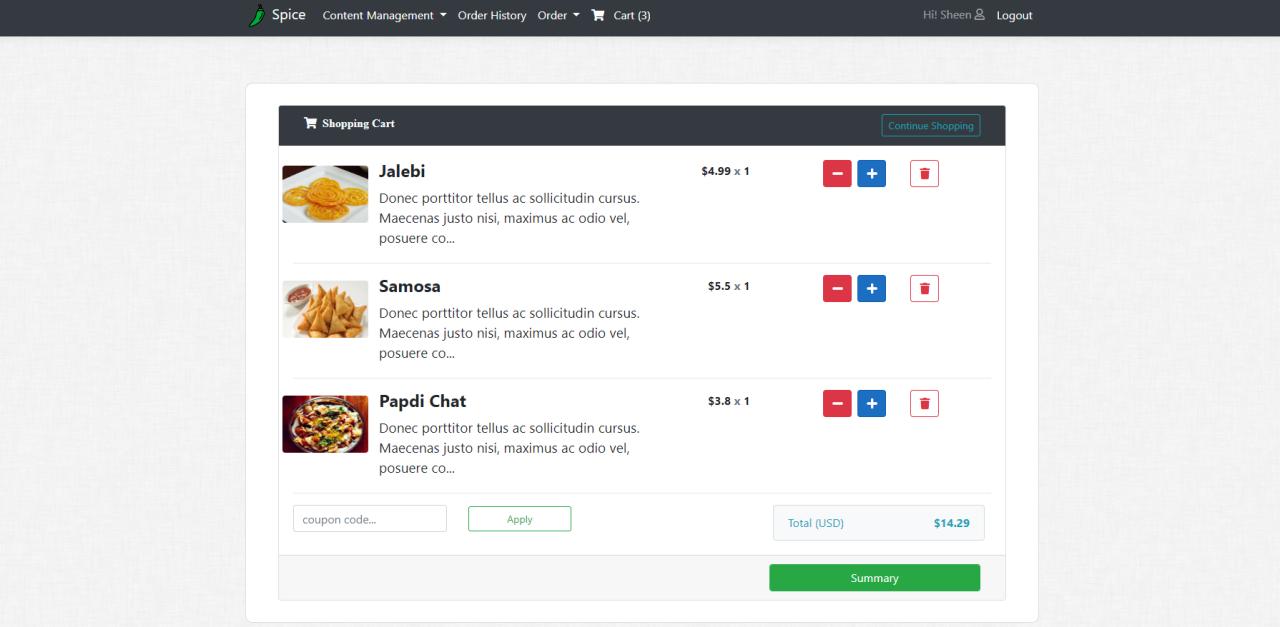 Spice Content Management Order History Order Cart (3) Hi! Sheen Logout
Shopping Cart Continue Shopping
Jalebi $4.99 x 1
Donec porttitor tellus ac sollicitudin cursus.
Maecenas justo nisi, maximus ac odio vel,
posuere co...
Samosa $5.5 x 1
Donec porttitor tellus ac sollicitudin cursus.
Maecenas justo nisi, maximus ac odio vel,
posuere co...
Papdi Chat $3.8 x 1
Donec porttitor tellus ac sollicitudin cursus.
Maecenas justo nisi, maximus ac odio vel,
posuere co...
coupon code... Apply Total (USD) $14.29
Summary